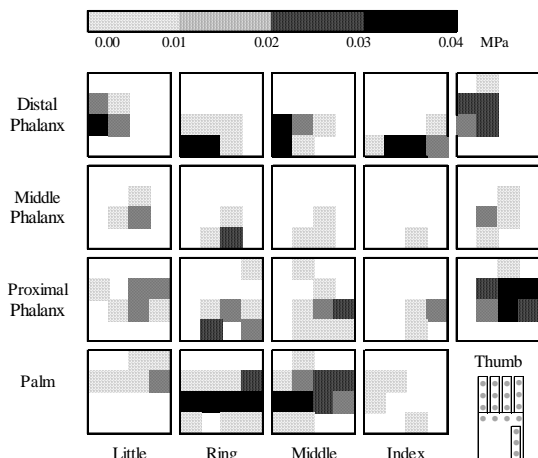 0.00 0.01 0.02 0.03 0.04 MPa
Distal
Phalanx
Middle
Phalanx
Proximal
Phalanx
Palm
Thumb
Little Ring Middle Index